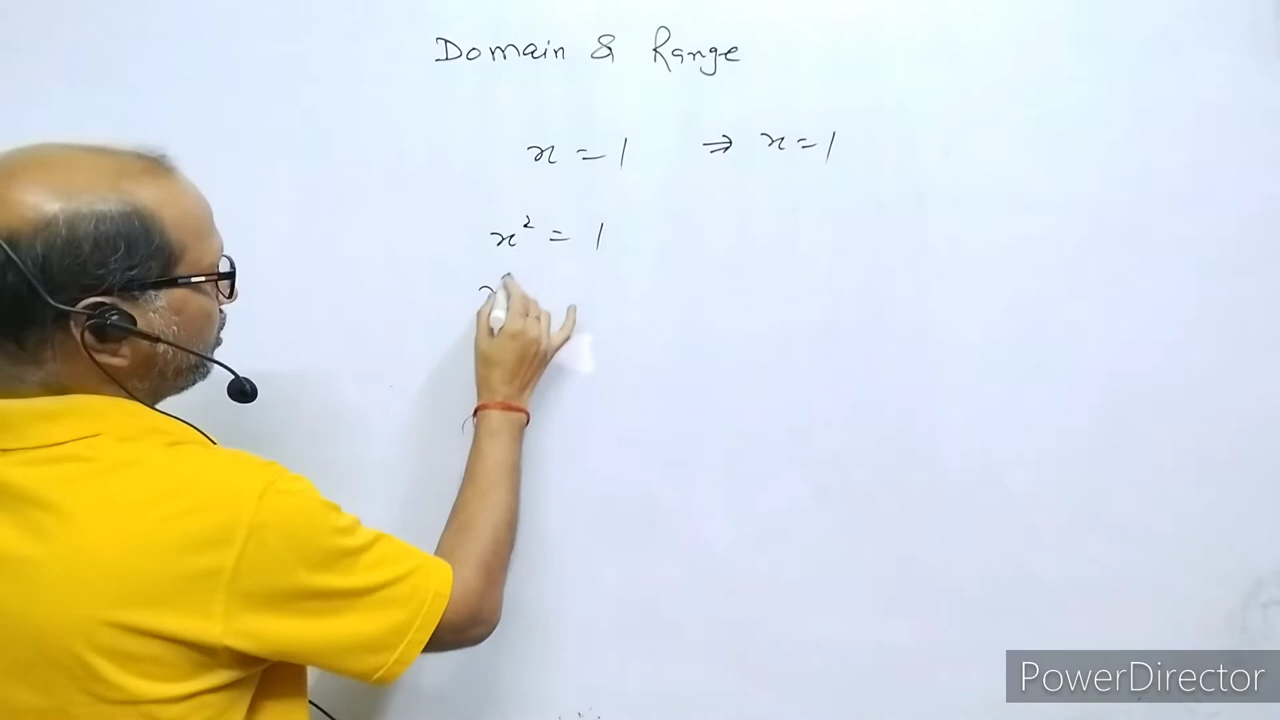 Domain & Range
x = 1 ⇒ x = 1
x² = 1
PowerDirector